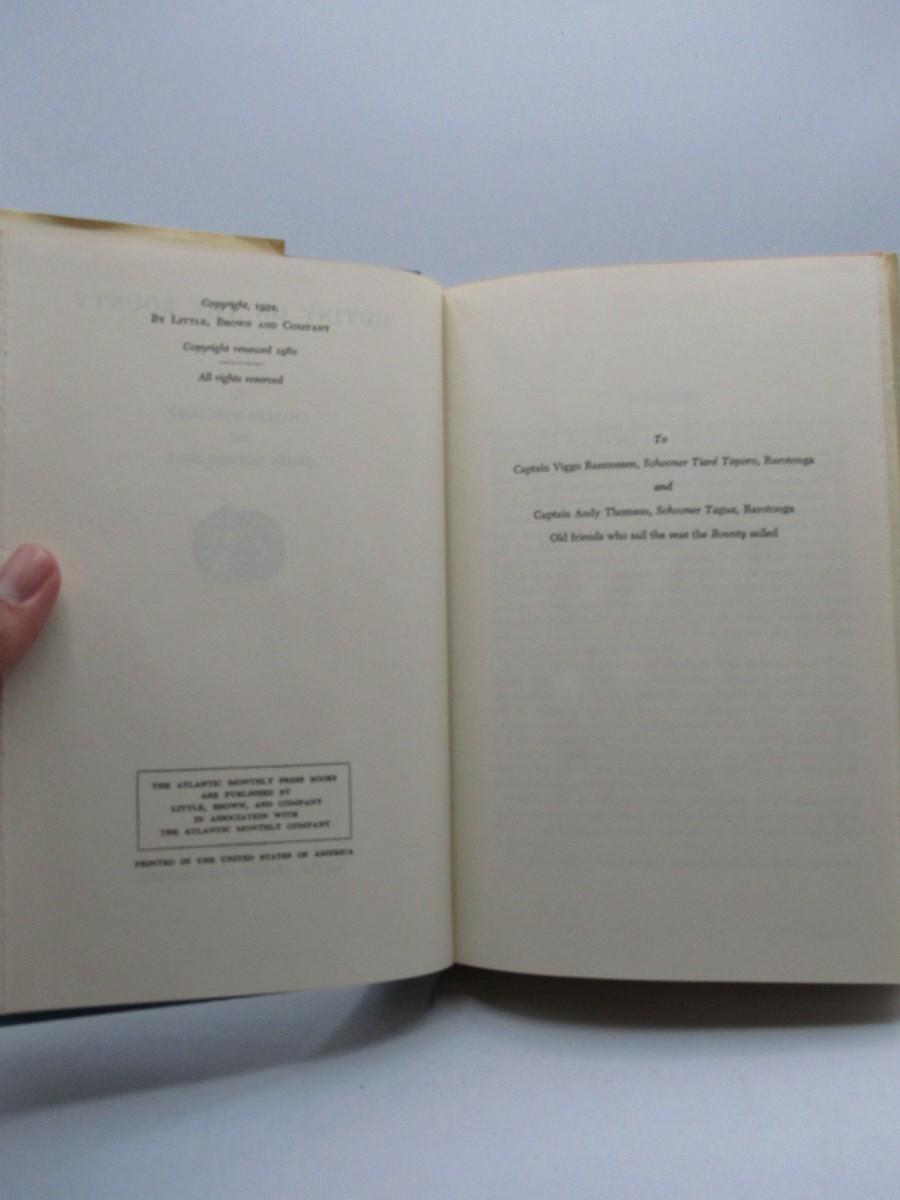 Copyright, 1932,
By Little, Brown and Company
Copyright renewed 1960
All rights reserved
THE ATLANTIC MONTHLY PRESS BOOKS
ARE PUBLISHED BY
LITTLE, BROWN, AND COMPANY
IN ASSOCIATION WITH
THE ATLANTIC MONTHLY COMPANY
PRINTED IN THE UNITED STATES OF AMERICA
To
Captain Viggo Rasmussen, Schooner Tiaré Taporo, Rarotonga
and
Captain Andy Thomson, Schooner Tagua, Rarotonga
Old friends who sail the seas the Bounty sailed